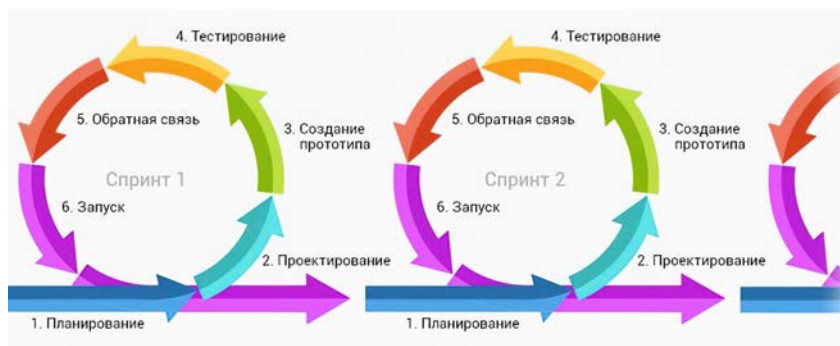 4. Тестирование
5. Обратная связь
3. Создание
прототипа
Спринт 1
6. Запуск
2. Проектирование
1. Планирование
4. Тестирование
5. Обратная связь
3. Создание
прототипа
Спринт 2
6. Запуск
2. Проектирование
1. Планирование